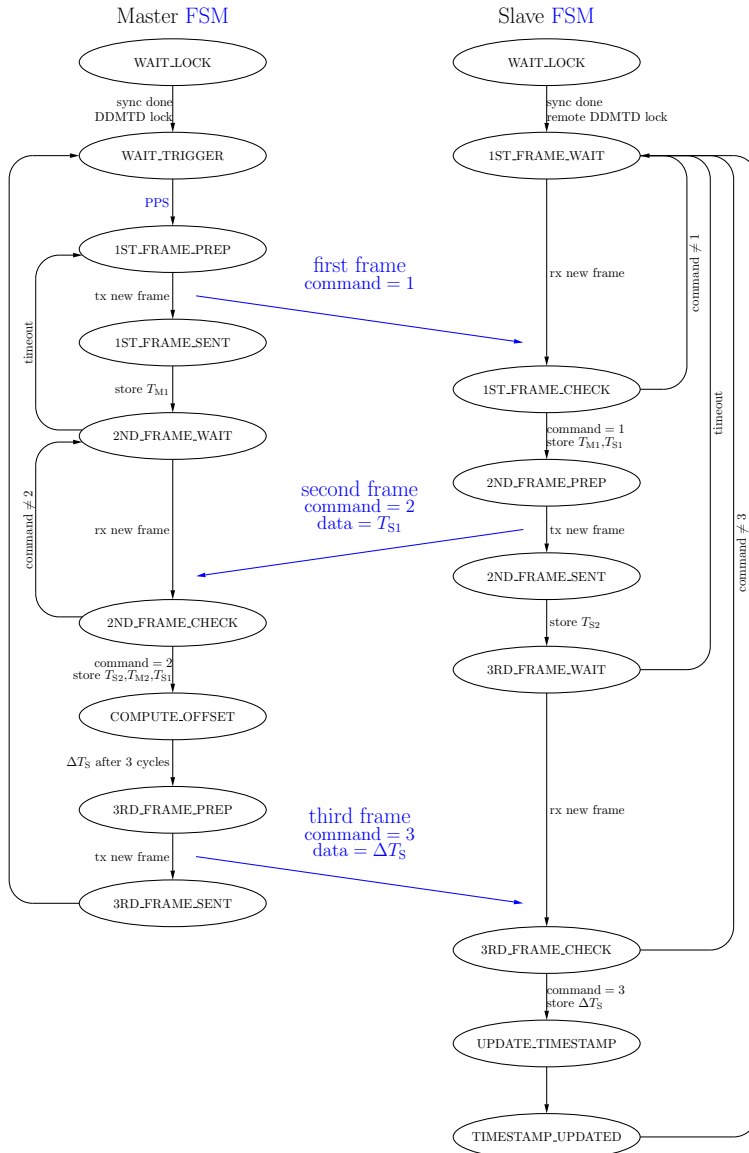 Master FSM
WAIT_LOCK
sync done
DDMTD lock
WAIT_TRIGGER
PPS
1ST_FRAME_PREP
tx new frame
1ST_FRAME_SENT
timeout
store T_M1
2ND_FRAME_WAIT
command ≠ 2
rx new frame
2ND_FRAME_CHECK
command = 2
store T_S2,T_M2,T_S1
COMPUTE_OFFSET
ΔT_S after 3 cycles
3RD_FRAME_PREP
tx new frame
3RD_FRAME_SENT
first frame
command = 1
second frame
command = 2
data = T_S1
third frame
command = 3
data = ΔT_S
Slave FSM
WAIT_LOCK
sync done
remote DDMTD lock
1ST_FRAME_WAIT
rx new frame
command ≠ 1
1ST_FRAME_CHECK
command = 1
store T_M1,T_S1
2ND_FRAME_PREP
tx new frame
2ND_FRAME_SENT
store T_S2
3RD_FRAME_WAIT
timeout
rx new frame
command ≠ 3
3RD_FRAME_CHECK
command = 3
store ΔT_S
UPDATE_TIMESTAMP
TIMESTAMP_UPDATED